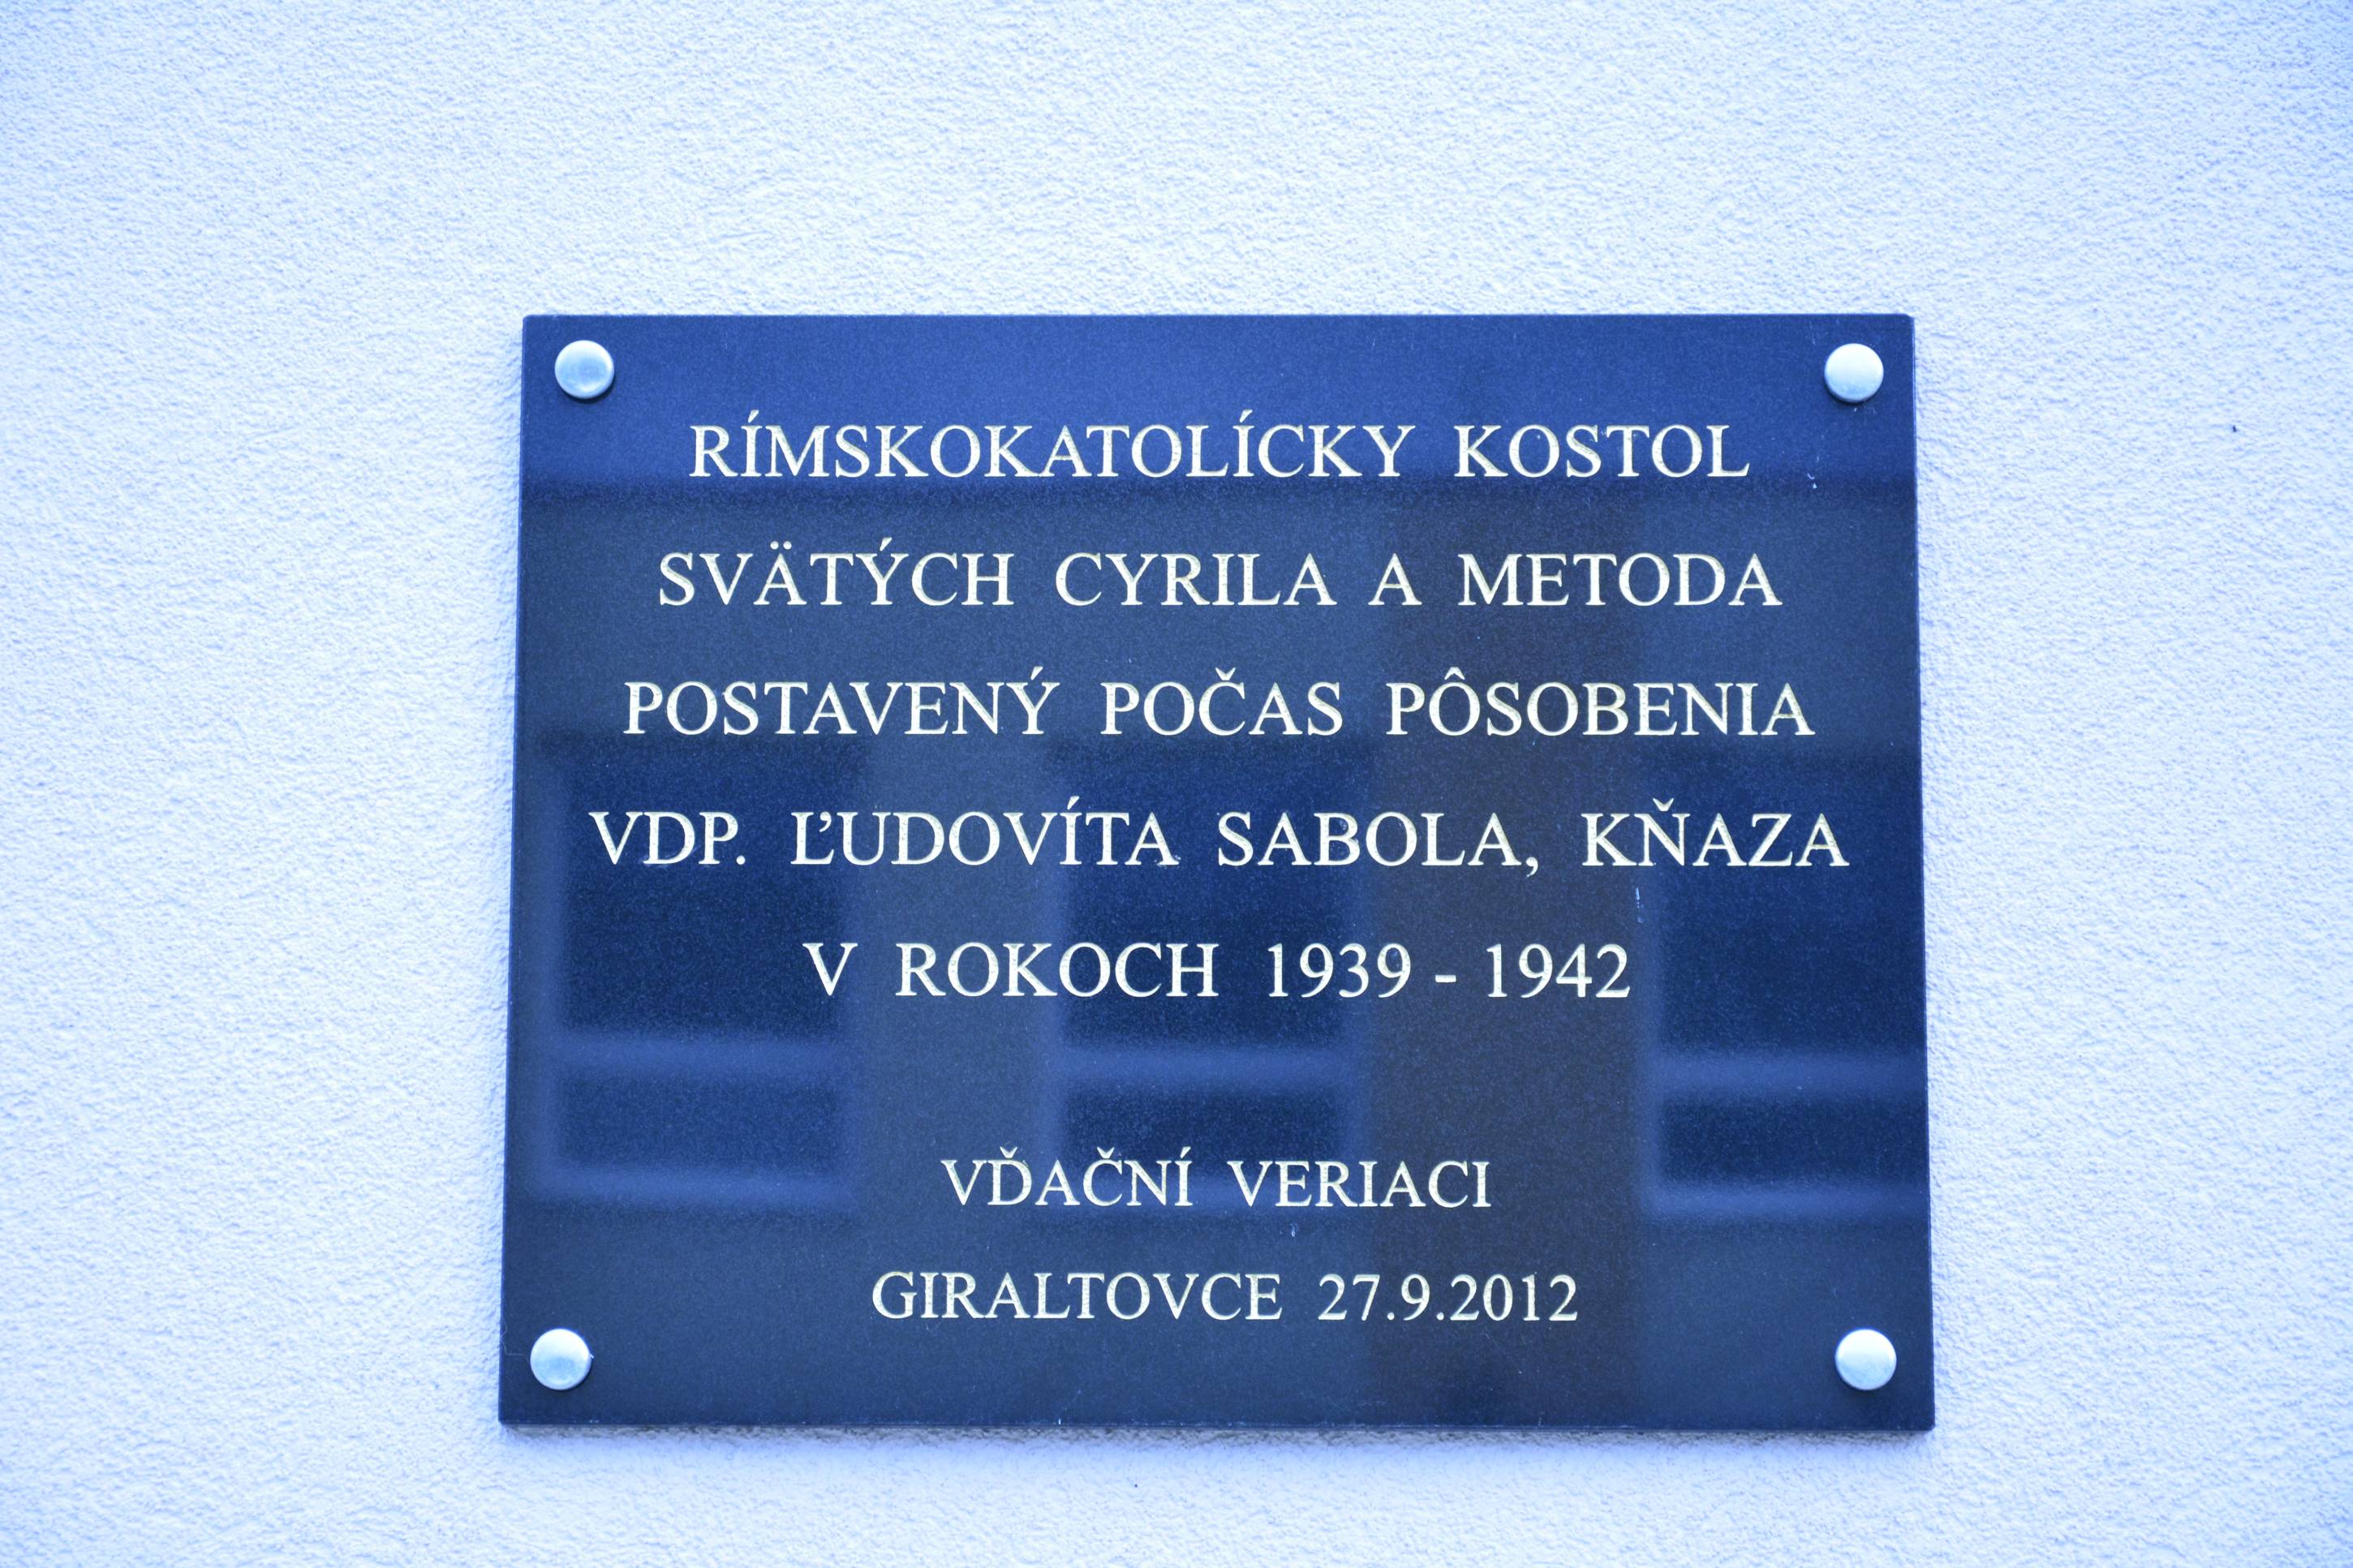 RÍMSKOKATOLÍCKY KOSTOL
SVÄTÝCH CYRILA A METODA
POSTAVENÝ POČAS PÔSOBENIA
VDP. ĽUDOVÍTA SABOLA, KŇAZA
V ROKOCH 1939 - 1942
VĎAČNÍ VERIACI
GIRALTOVCE 27.9.2012